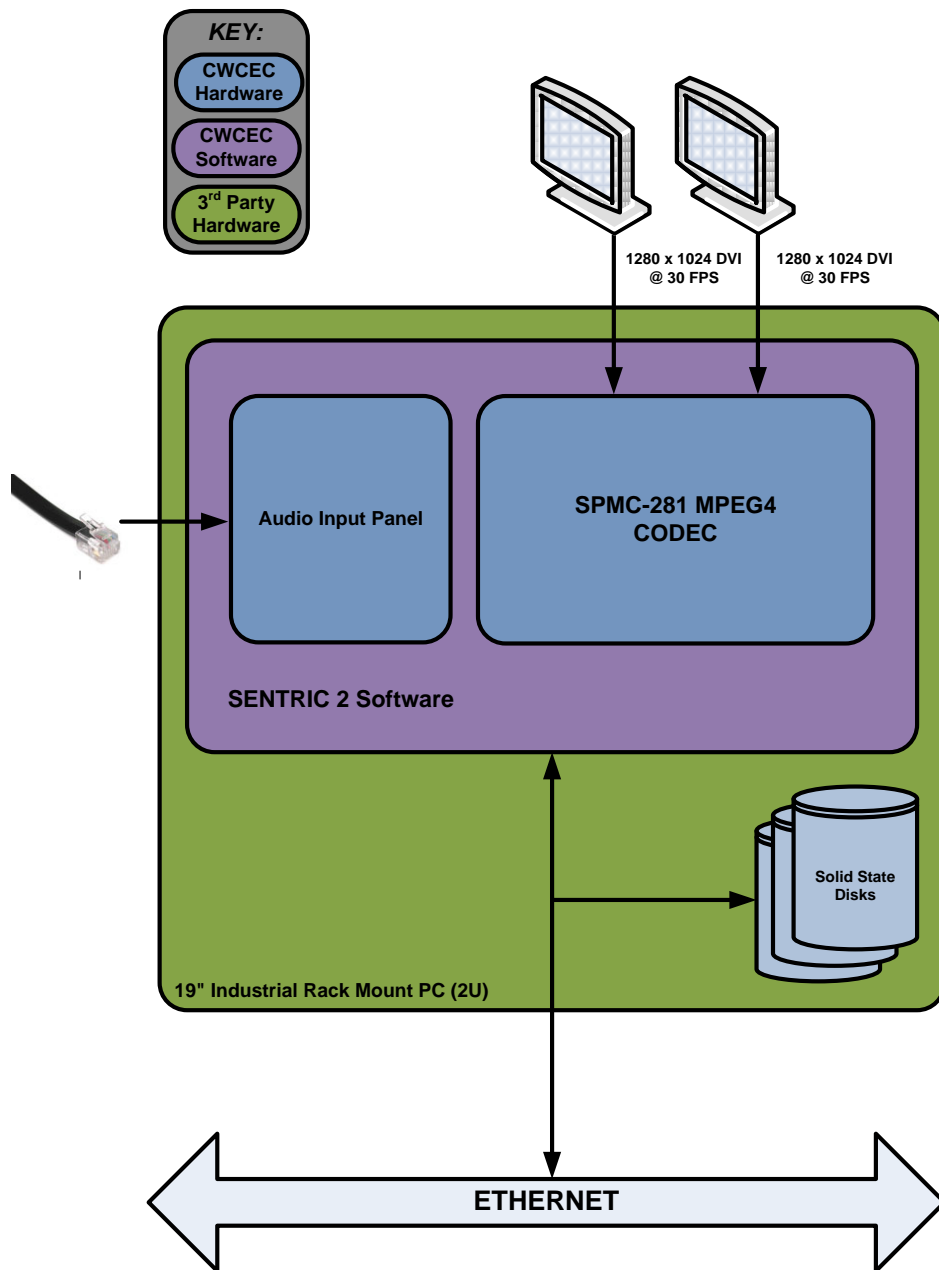 KEY:
CWCEC
Hardware
CWCEC
Software
3rd Party
Hardware
1280 x 1024 DVI
@ 30 FPS
1280 x 1024 DVI
@ 30 FPS
Audio Input Panel
SPMC-281 MPEG4
CODEC
SENTRIC 2 Software
Solid State
Disks
19" Industrial Rack Mount PC (2U)
ETHERNET